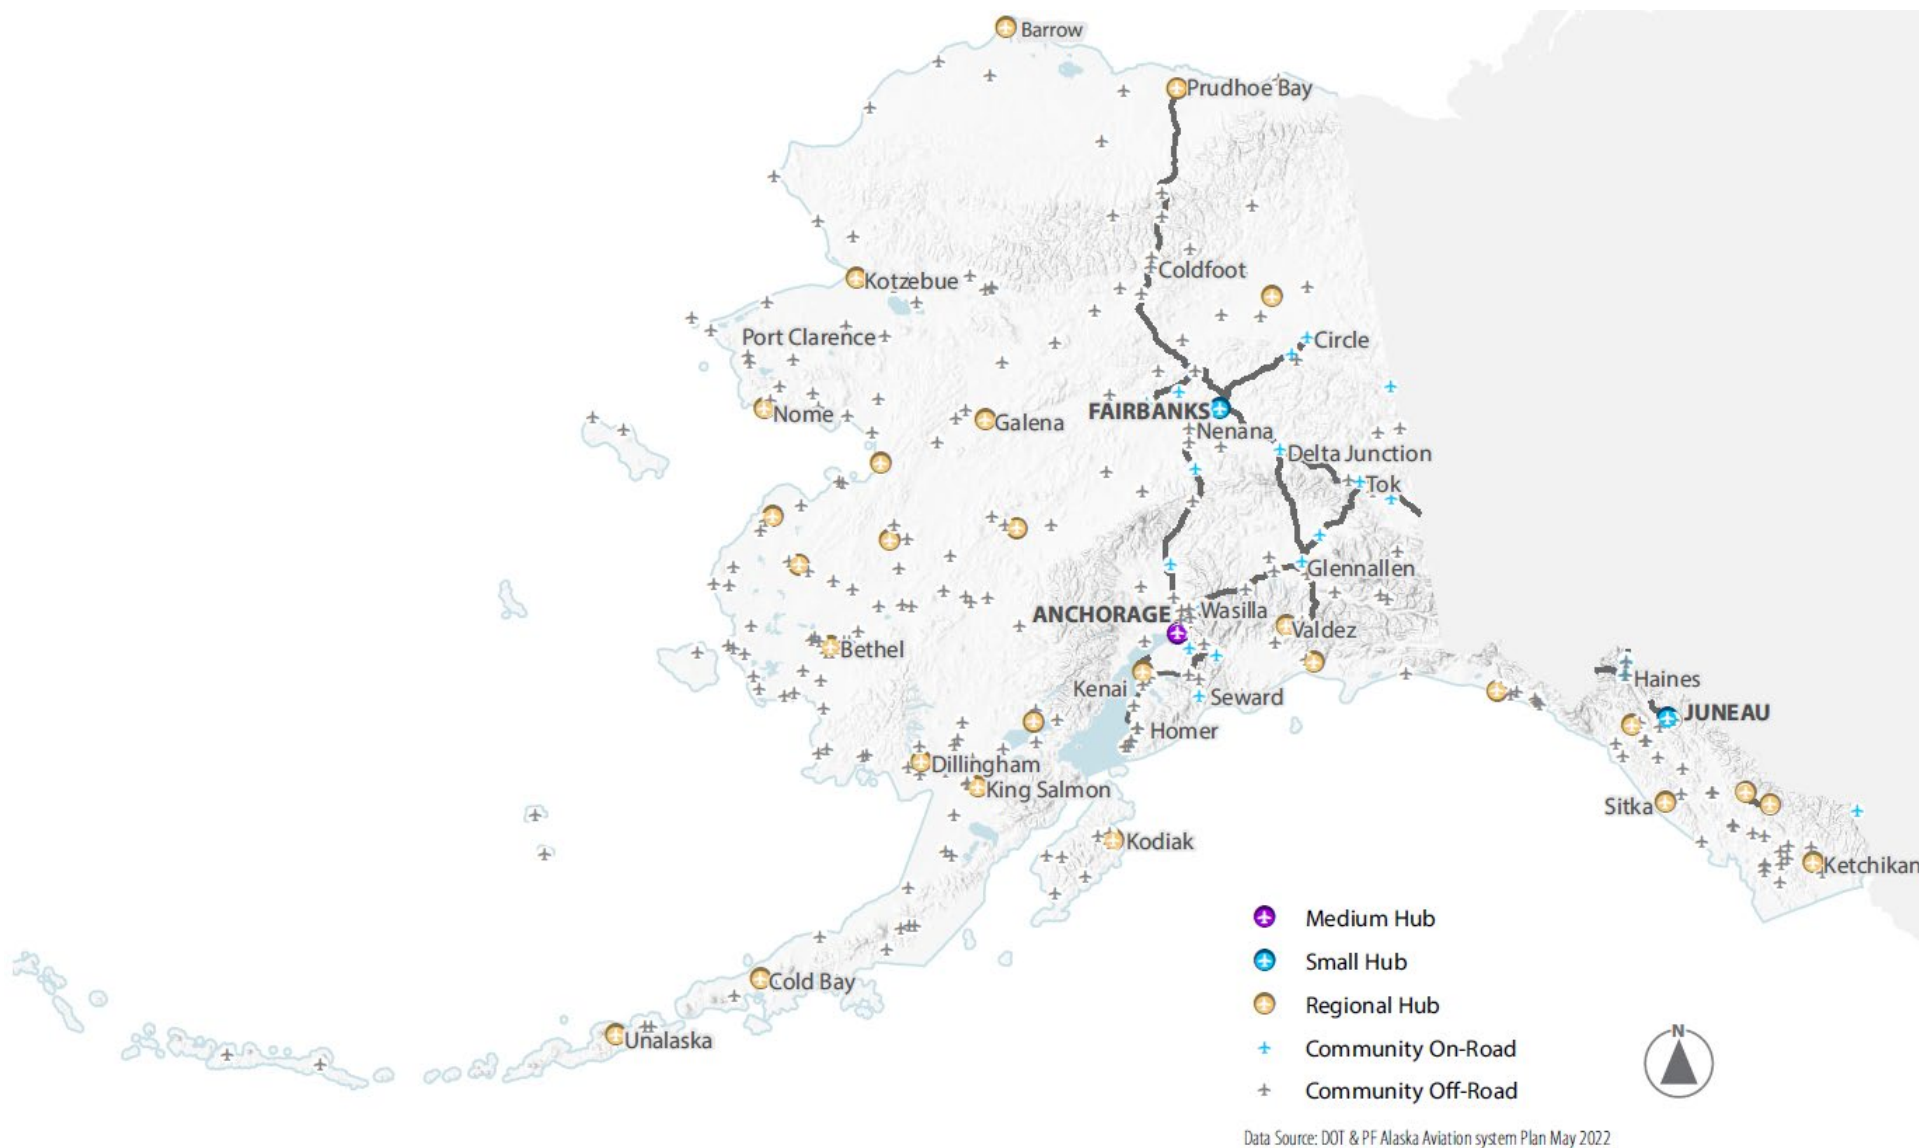 Barrow
Prudhoe Bay
Coldfoot
Kotzebue
Port Clarence
Circle
Nome
Galena
FAIRBANKS
Nenana
Delta Junction
Tok
Glennallen
ANCHORAGE
Wasilla
Valdez
Bethel
Kenai
Seward
Haines
JUNEAU
Homer
Dillingham
King Salmon
Sitka
Kodiak
Ketchikan
Cold Bay
Unalaska
Medium Hub
Small Hub
Regional Hub
Community On-Road
Community Off-Road
N
Data Source: DOT & PF Alaska Aviation system Plan May 2022